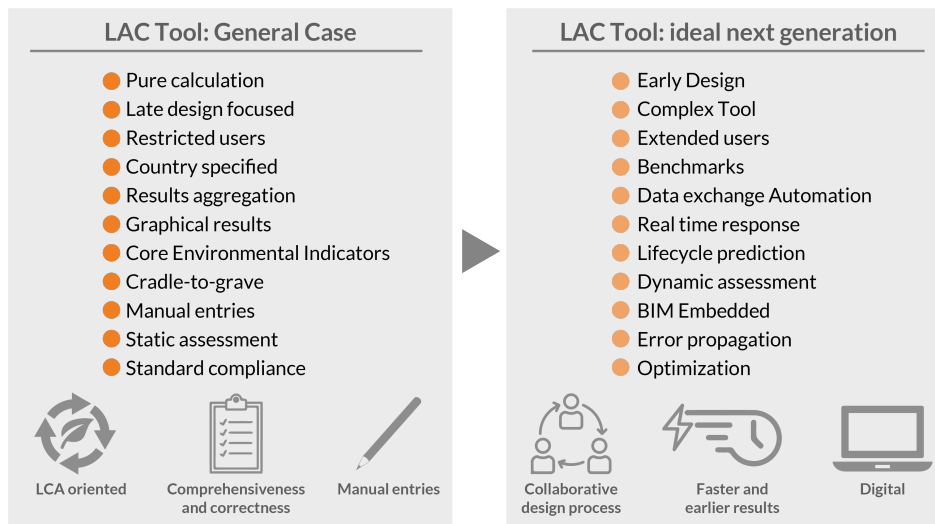 LAC Tool: General Case
Pure calculation
Late design focused
Restricted users
Country specified
Results aggregation
Graphical results
Core Environmental Indicators
Cradle-to-grave
Manual entries
Static assessment
Standard compliance
LCA oriented
Comprehensiveness
and correctness
Manual entries
LAC Tool: ideal next generation
Early Design
Complex Tool
Extended users
Benchmarks
Data exchange Automation
Real time response
Lifecycle prediction
Dynamic assessment
BIM Embedded
Error propagation
Optimization
Collaborative
design process
Faster and
earlier results
Digital